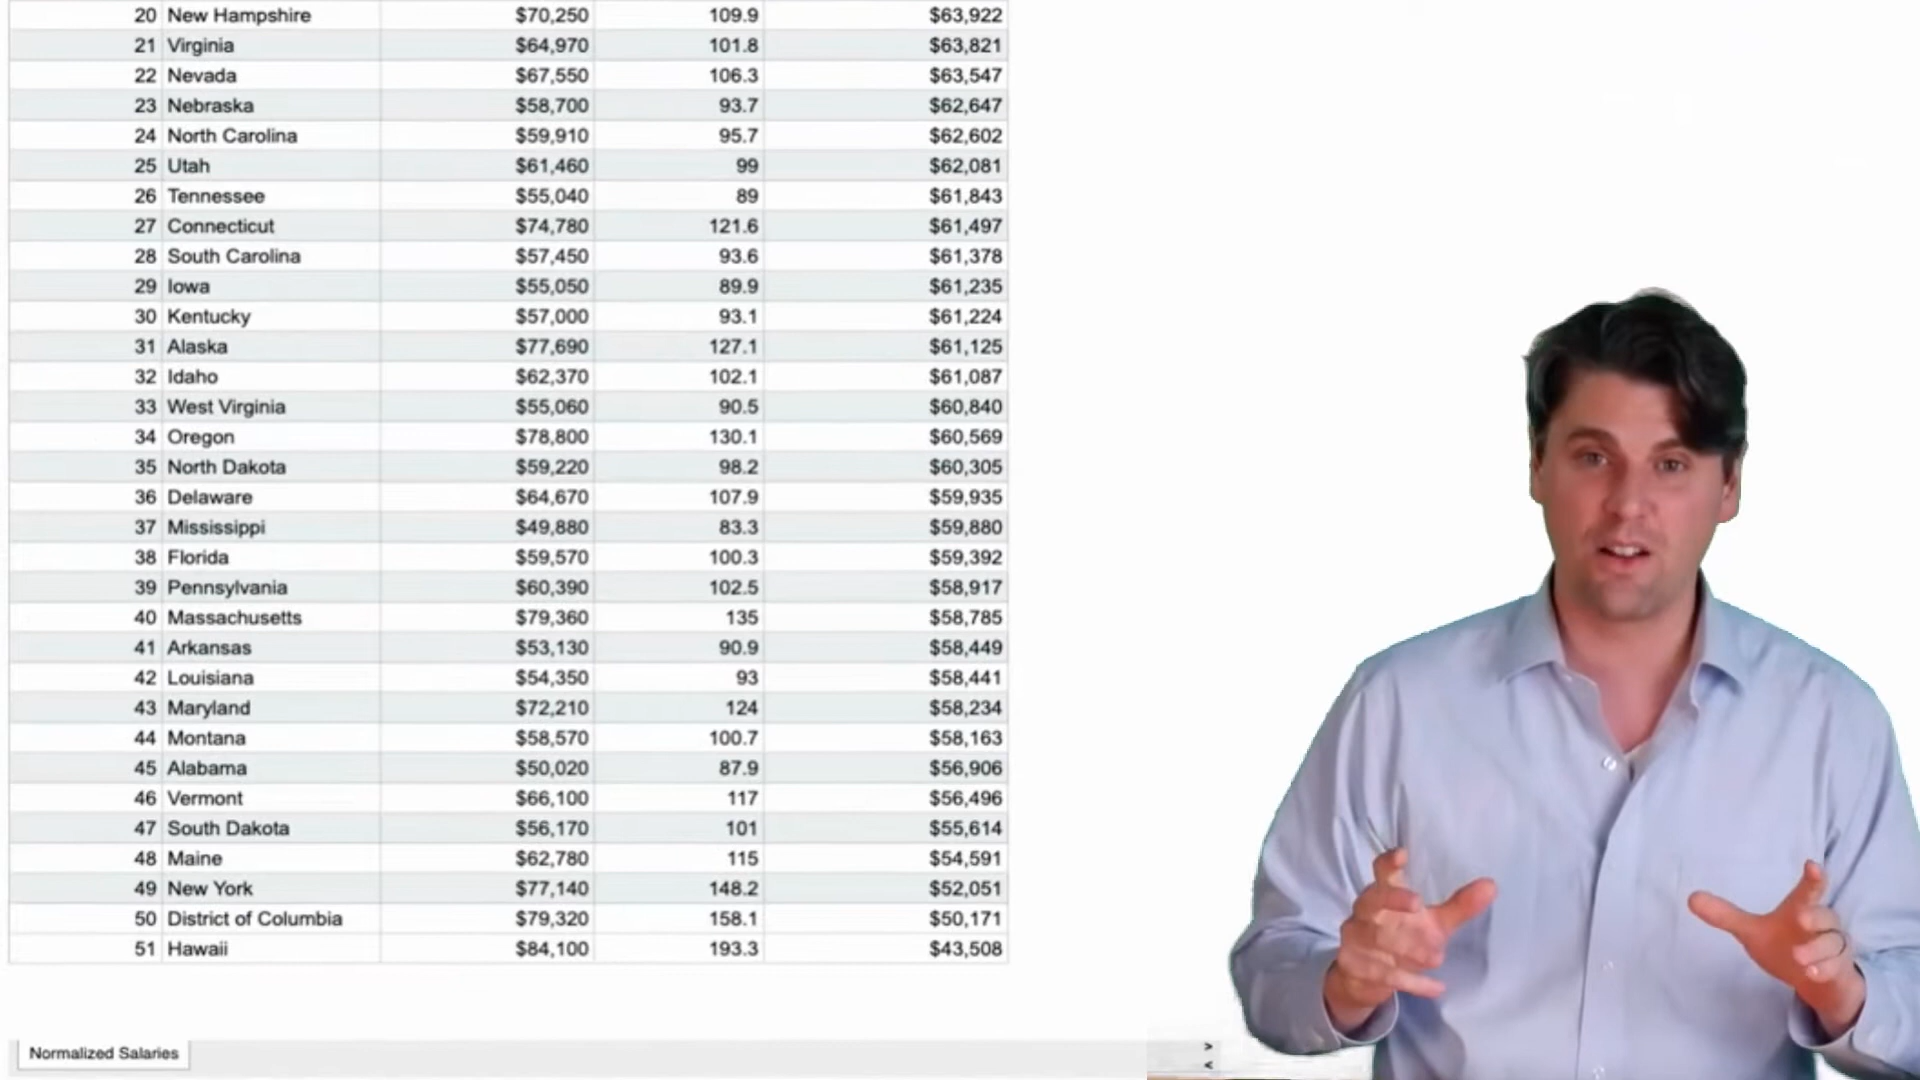 20 New Hampshire $70,250 109.9 $63,922
21 Virginia $64,970 101.8 $63,821
22 Nevada $67,550 106.3 $63,547
23 Nebraska $58,700 93.7 $62,647
24 North Carolina $59,910 95.7 $62,602
25 Utah $61,460 99 $62,081
26 Tennessee $55,040 89 $61,843
27 Connecticut $74,780 121.6 $61,497
28 South Carolina $57,450 93.6 $61,378
29 Iowa $55,050 89.9 $61,235
30 Kentucky $57,000 93.1 $61,224
31 Alaska $77,690 127.1 $61,125
32 Idaho $62,370 102.1 $61,087
33 West Virginia $55,060 90.5 $60,840
34 Oregon $78,800 130.1 $60,569
35 North Dakota $59,220 98.2 $60,305
36 Delaware $64,670 107.9 $59,935
37 Mississippi $49,880 83.3 $59,880
38 Florida $59,570 100.3 $59,392
39 Pennsylvania $60,390 102.5 $58,917
40 Massachusetts $79,360 135 $58,785
41 Arkansas $53,130 90.9 $58,449
42 Louisiana $54,350 93 $58,441
43 Maryland $72,210 124 $58,234
44 Montana $58,570 100.7 $58,163
45 Alabama $50,020 87.9 $56,906
46 Vermont $66,100 117 $56,496
47 South Dakota $56,170 101 $55,614
48 Maine $62,780 115 $54,591
49 New York $77,140 148.2 $52,051
50 District of Columbia $79,320 158.1 $50,171
51 Hawaii $84,100 193.3 $43,508
Normalized Salaries